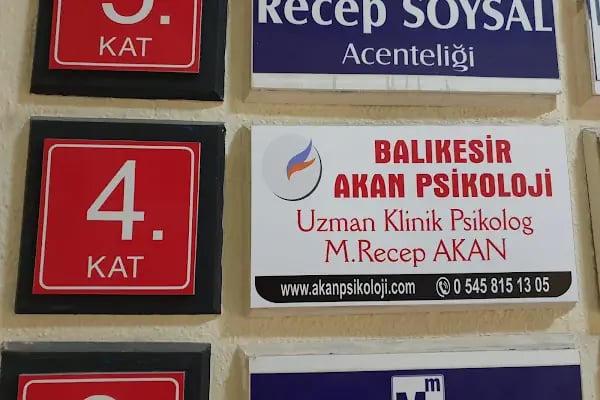 KAT
Recep SOYSAL
Acenteliği
4.
KAT
BALIKESİR
AKAN PSİKOLOJİ
Uzman Klinik Psikolog
M.Recep AKAN
www.akanpsikoloji.com 0 545 815 13 05
m